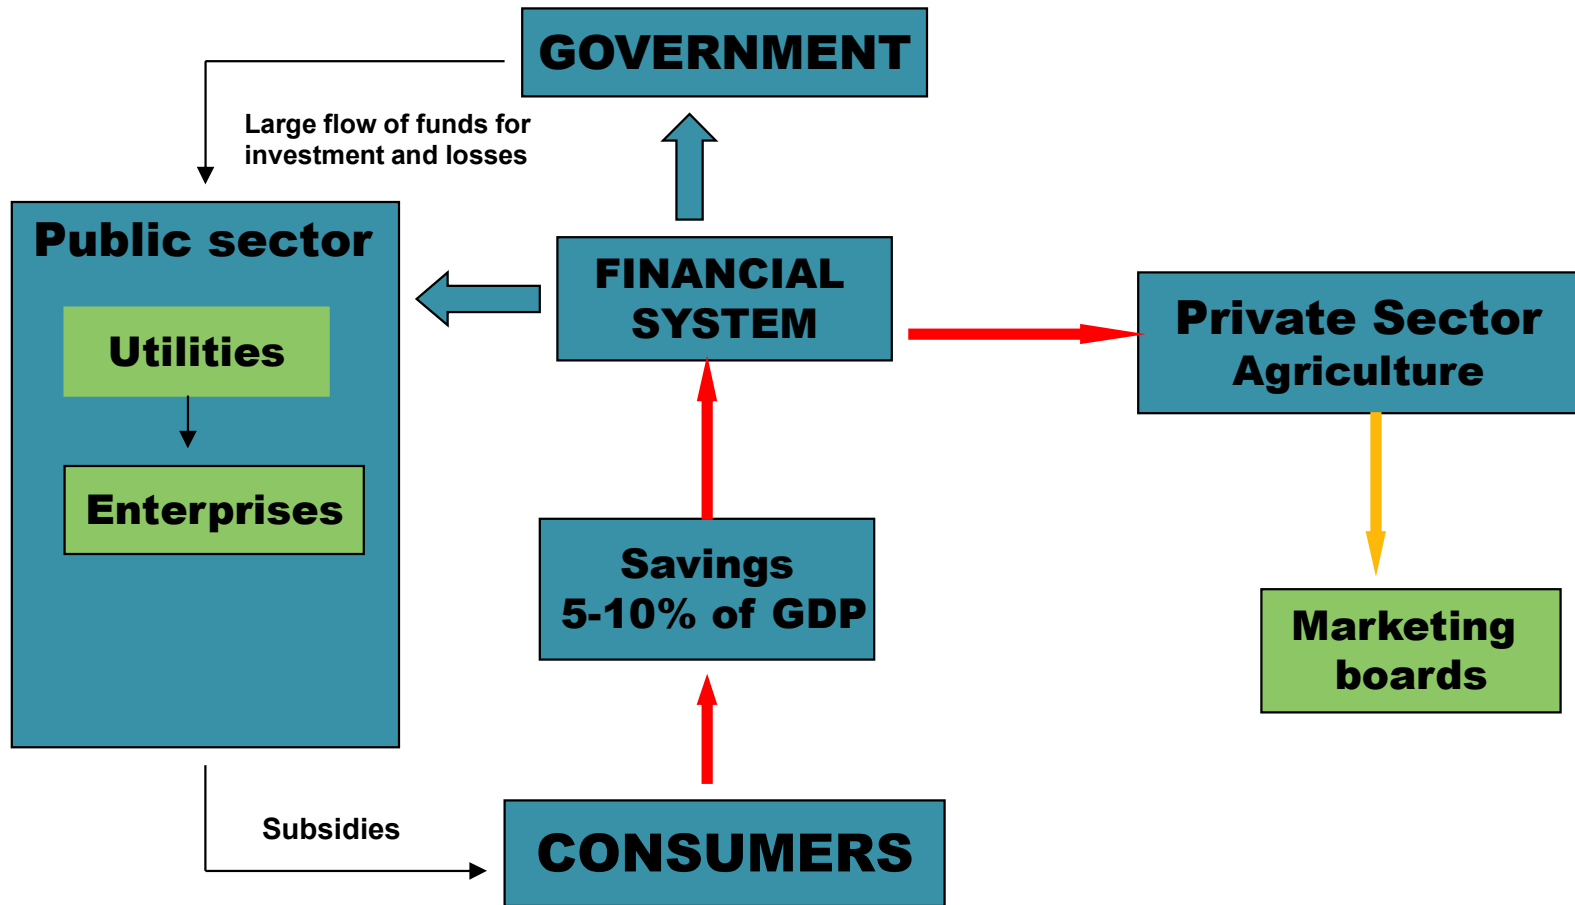 GOVERNMENT
Large flow of funds for
investment and losses
Public sector
Utilities
Enterprises
FINANCIAL
SYSTEM
Private Sector
Agriculture
Savings
5-10% of GDP
Marketing
boards
Subsidies
CONSUMERS